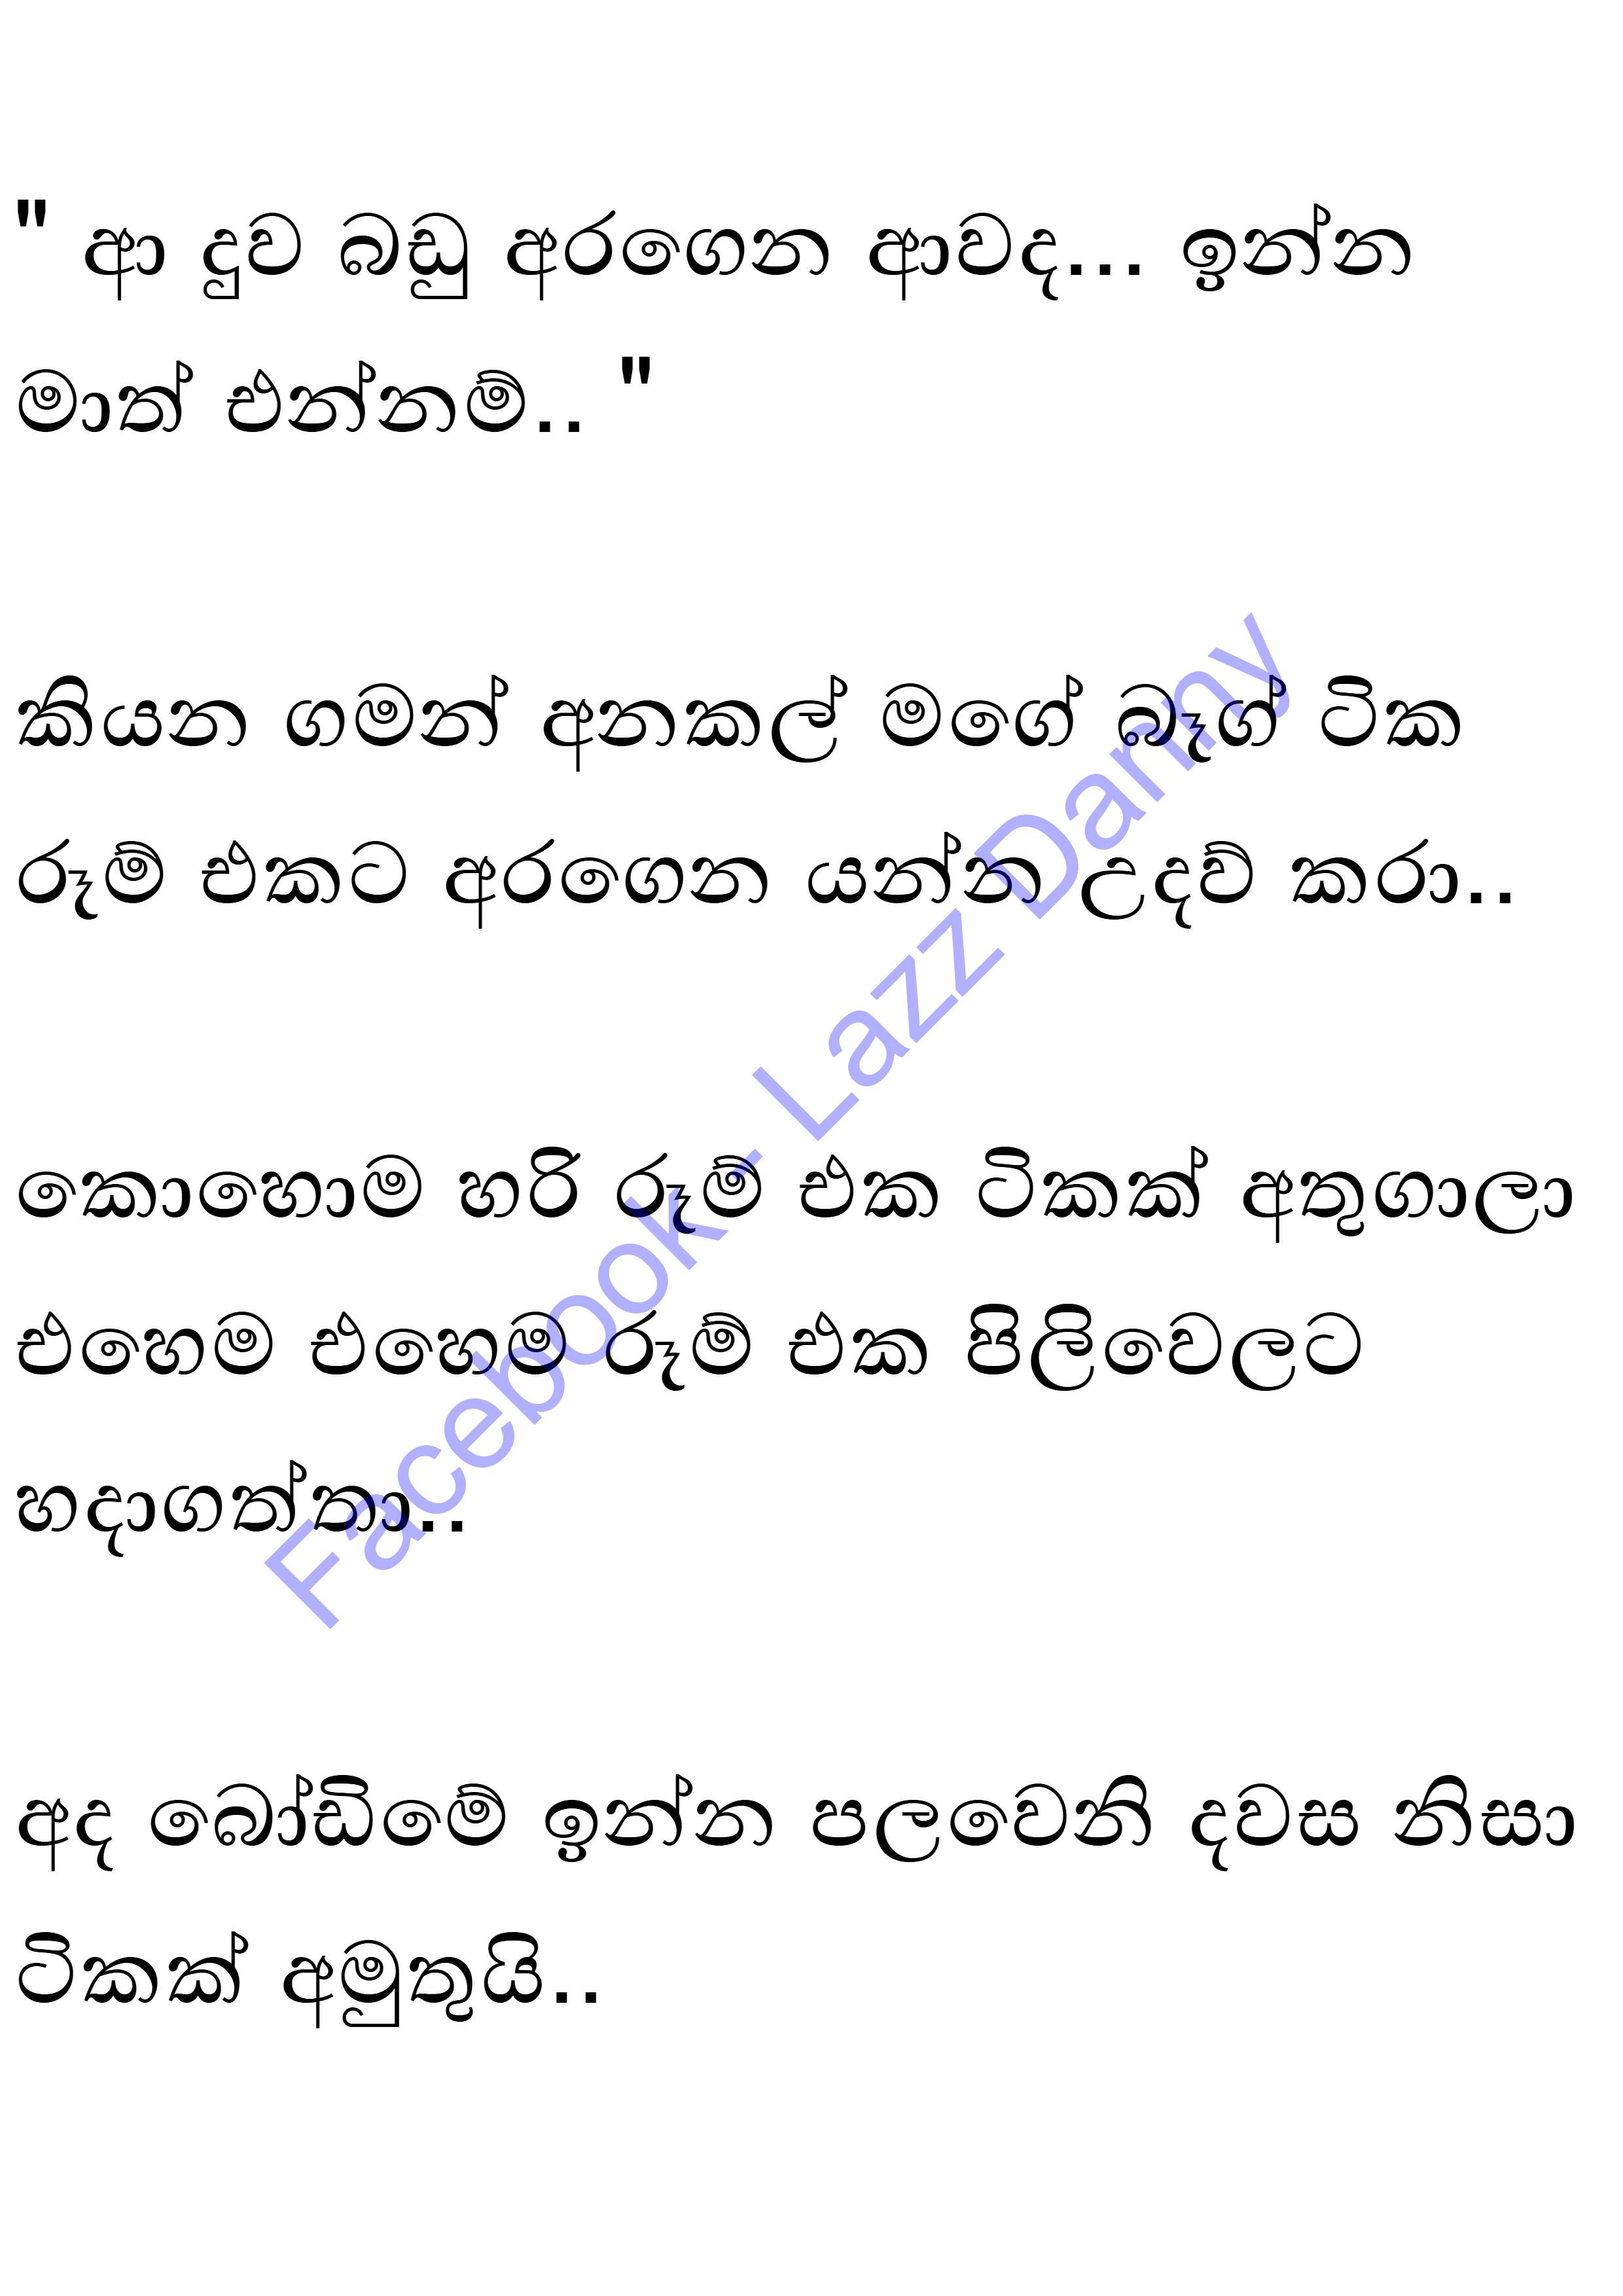 " ආ දුව බඩු අරගෙන ආවද... ඉන්න
මාත් එන්නම්.. "
කියන ගමන් අනකල් මගේ බෑග් ටික
රූම් එකට අරගෙන යන්න උදව් කරා..
කොහොම හරි රූම් එක ටිකක් අතුගාලා
එහෙම එහෙම රූම් එක පිලිවෙලට
හදාගත්තා..
අද බෝඩිමේ ඉන්න පලවෙනි දවස නිසා
ටිකක් අමුතුයි..
Facebook - Lazz Danny